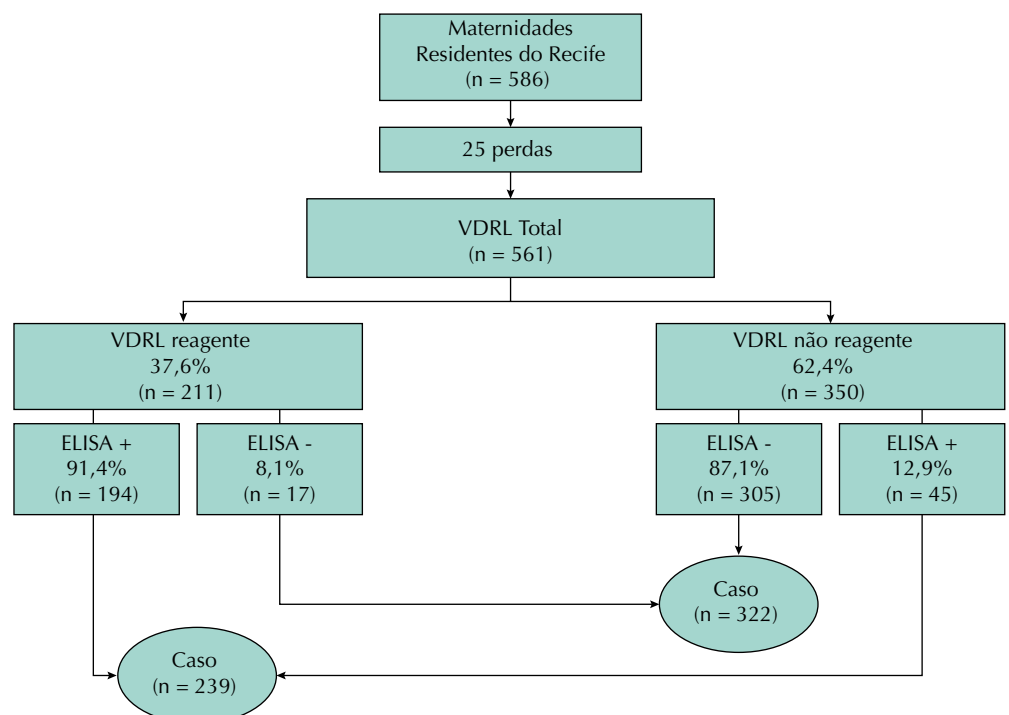 Maternidades
Residentes do Recife
(n = 586)
25 perdas
VDRL Total
(n = 561)
VDRL reagente
37,6%
(n = 211)
VDRL não reagente
62,4%
(n = 350)
ELISA +
91,4%
(n = 194)
ELISA -
8,1%
(n = 17)
ELISA -
87,1%
(n = 305)
ELISA +
12,9%
(n = 45)
Caso
(n = 322)
Caso
(n = 239)